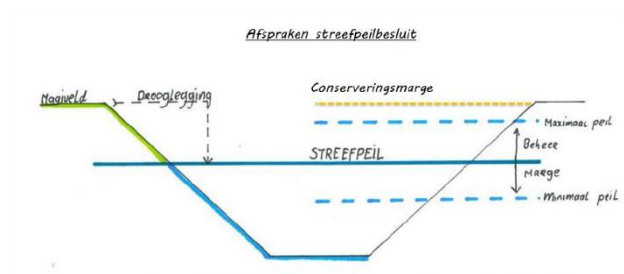 Afspraken streefpeilbesluit
Conserveringsmarge
Maaiveld
Drooglegging
Maximaal peil
Beheer
STREEFPEIL
Marge
Minimaal peil